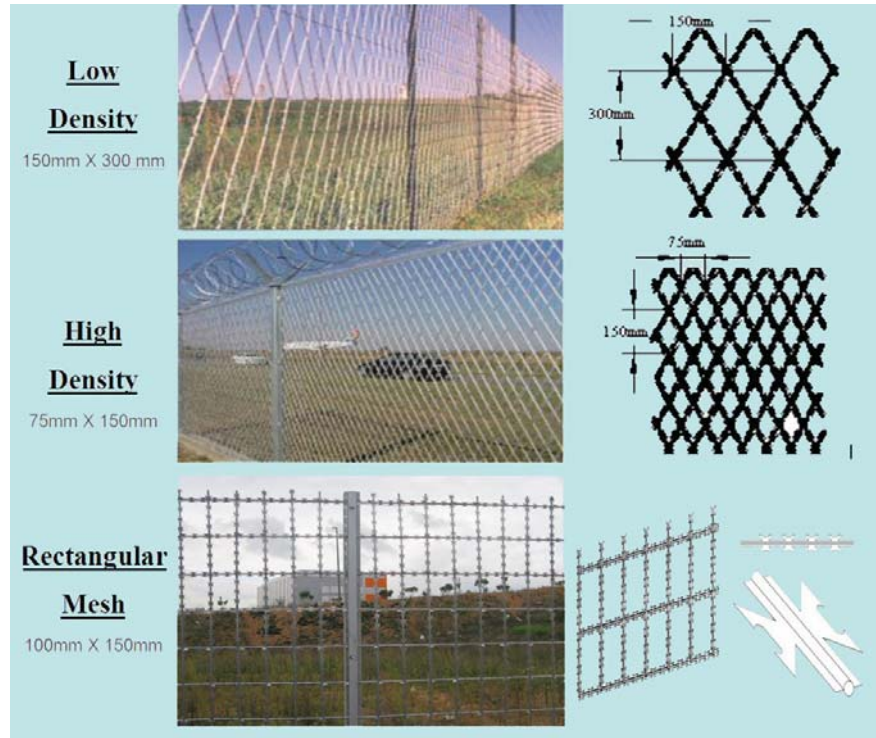 Low
Density
150mm X 300 mm
150mm
300mm
High
Density
75mm X 150mm
75mm
150mm
Rectangular
Mesh
100mm X 150mm